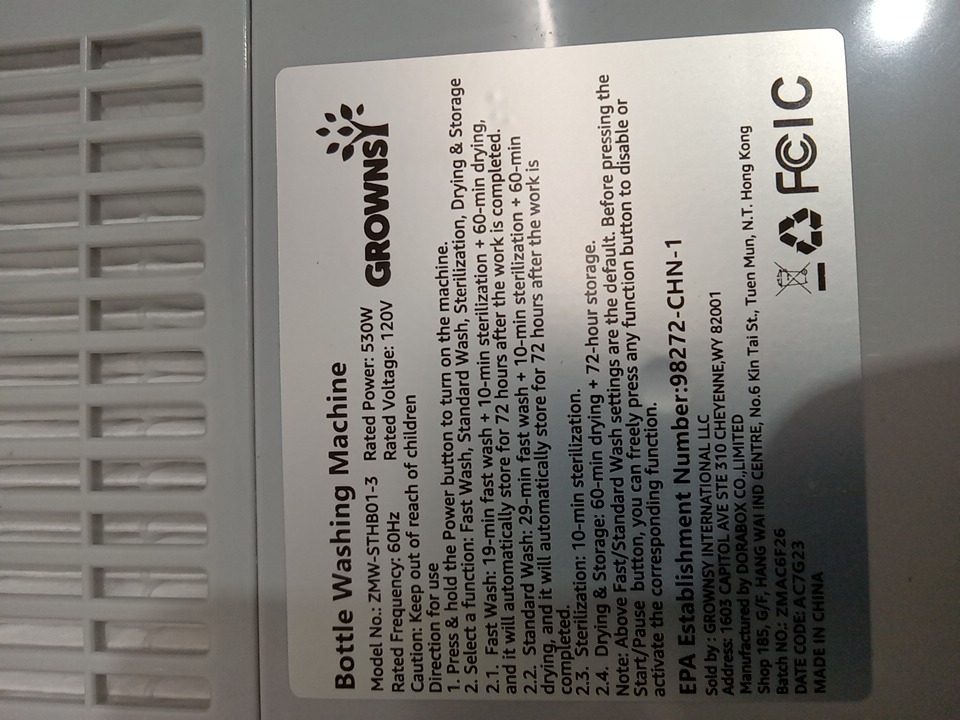 Bottle Washing Machine
Model No.: ZMW-STHB01-3 Rated Power: 530W
Rated Frequency: 60Hz Rated Voltage: 120V
GROWNSY
Caution: Keep out of reach of children
Direction for use
1. Press & hold the Power button to turn on the machine.
2. Select a function: Fast Wash, Standard Wash, Sterilization, Drying & Storage
2.1. Fast Wash: 19-min fast wash + 10-min sterilization + 60-min drying,
and it will automatically store for 72 hours after the work is completed.
2.2. Standard Wash: 29-min fast wash + 10-min sterilization + 60-min
drying, and it will automatically store for 72 hours after the work is
completed.
2.3. Sterilization: 10-min sterilization.
2.4. Drying & Storage: 60-min drying + 72-hour storage.
Note: Above Fast/Standard Wash settings are the default. Before pressing the
Start/Pause button, you can freely press any function button to disable or
activate the corresponding function.
EPA Establishment Number:98272-CHN-1
Sold by : GROWNSY INTERNATIONAL LLC
Address: 1603 CAPITOL AVE STE 310 CHEYENNE,WY 82001
Manufactured by DORABOX CO.,LIMITED
Shop 185, G/F, HANG WAI IND CENTRE, No.6 Kin Tai St., Tuen Mun, N.T. Hong Kong
Batch NO.: ZMAC6F26
DATE CODE: AC7G23
MADE IN CHINA
FC IC